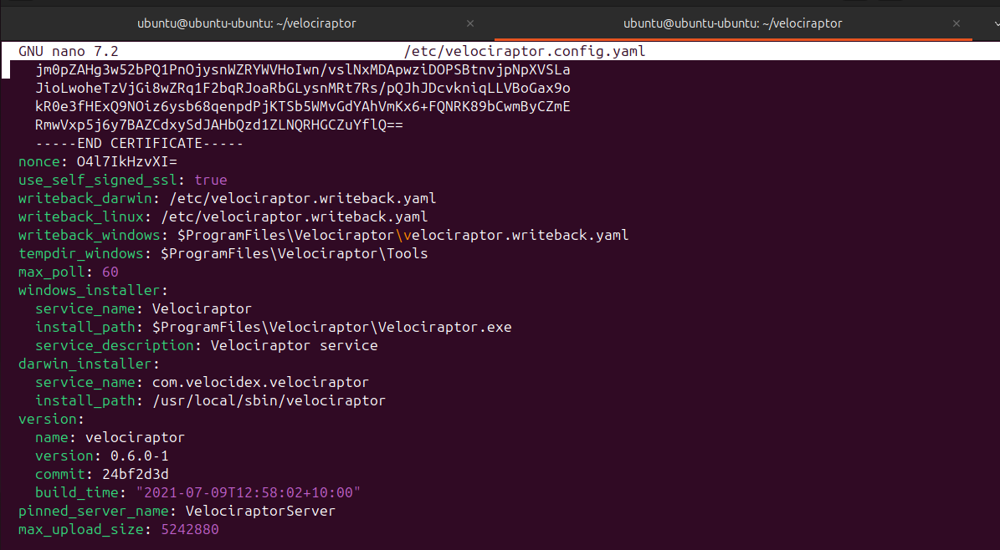 ubuntu@ubuntu-ubuntu: ~/velociraptor
ubuntu@ubuntu-ubuntu: ~/velociraptor
GNU nano 7.2 /etc/velociraptor.config.yaml
jm0pZAHg3w52bPQ1PnOjysnWZRYWVHoIwn/vslNxMDApwziDOPSBtnvjpNpXVSLa
JioLwoheTzVjGi8wZRq1F2bqRJoaRbGLysnMRt7Rs/pQJhJDcvkniqLLVBoGax9o
kR0e3fHExQ9NOiz6ysb68qenpdPjKTSb5WMvGdYAhVmKx6+FQNRK89bCwmByCZmE
RmwVxp5j6y7BAZCdxySdJAHbQzd1ZLNQRHGCZuYflQ==
-----END CERTIFICATE-----
nonce: O4l7IkHzvXI=
use_self_signed_ssl: true
writeback_darwin: /etc/velociraptor.writeback.yaml
writeback_linux: /etc/velociraptor.writeback.yaml
writeback_windows: $ProgramFiles\Velociraptor\velociraptor.writeback.yaml
tempdir_windows: $ProgramFiles\Velociraptor\Tools
max_poll: 60
windows_installer:
service_name: Velociraptor
install_path: $ProgramFiles\Velociraptor\Velociraptor.exe
service_description: Velociraptor service
darwin_installer:
service_name: com.velocidex.velociraptor
install_path: /usr/local/sbin/velociraptor
version:
name: velociraptor
version: 0.6.0-1
commit: 24bf2d3d
build_time: "2021-07-09T12:58:02+10:00"
pinned_server_name: VelociraptorServer
max_upload_size: 5242880